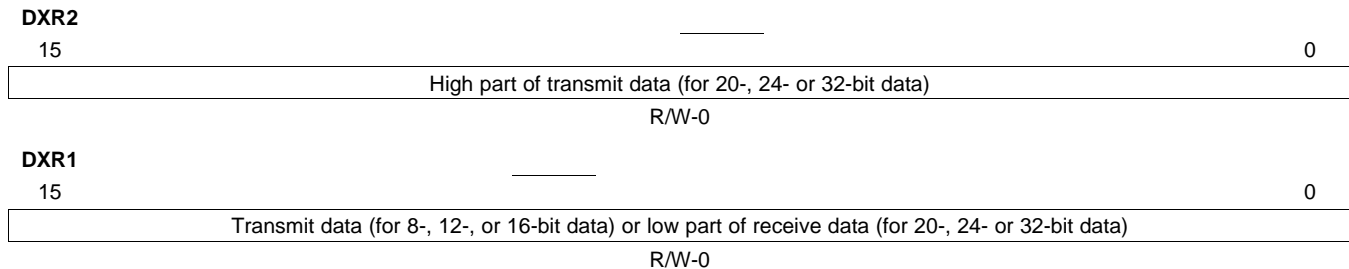 DXR2
15 0
High part of transmit data (for 20-, 24- or 32-bit data)
R/W-0
DXR1
15 0
Transmit data (for 8-, 12-, or 16-bit data) or low part of receive data (for 20-, 24- or 32-bit data)
R/W-0